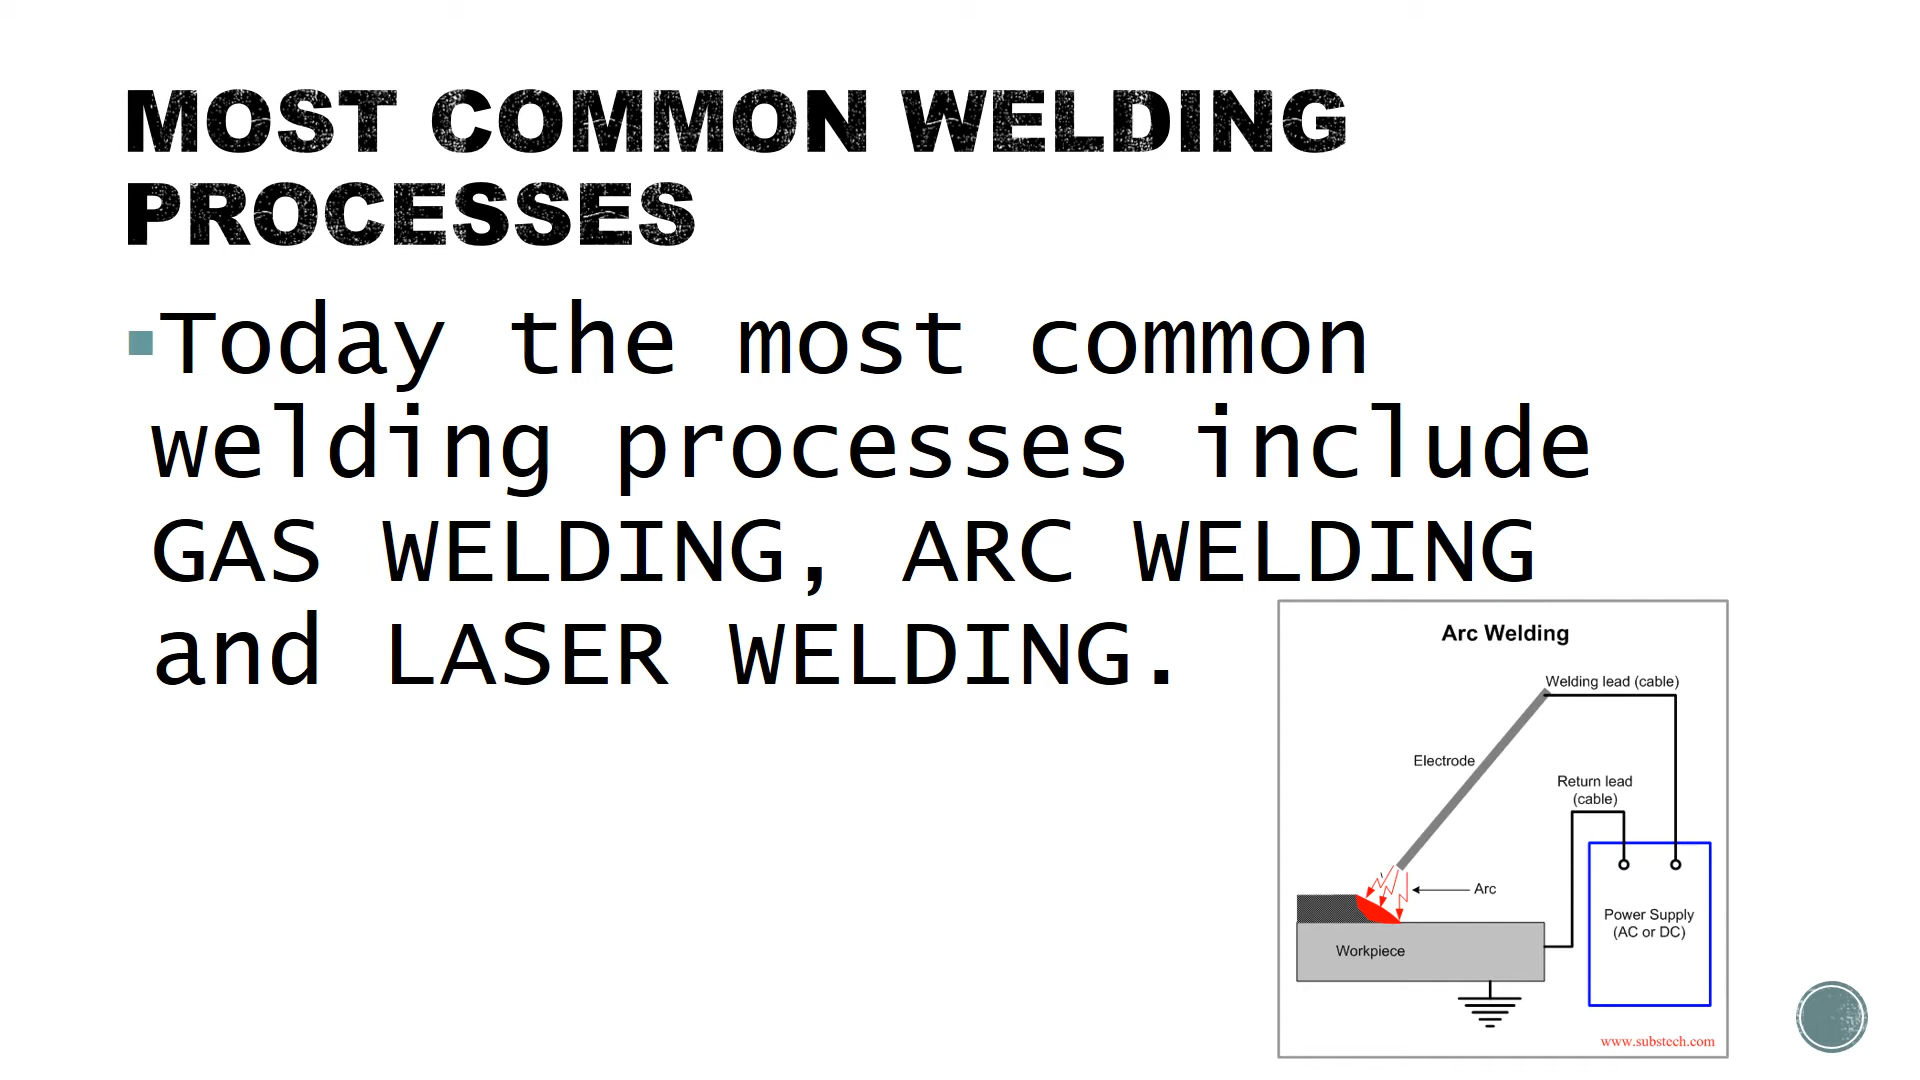 MOST COMMON WELDING
PROCESSES
Today the most common
welding processes include
GAS WELDING, ARC WELDING
and LASER WELDING.
Arc Welding
Welding lead (cable)
Electrode
Return lead
(cable)
Arc
Power Supply
(AC or DC)
Workpiece
www.substech.com